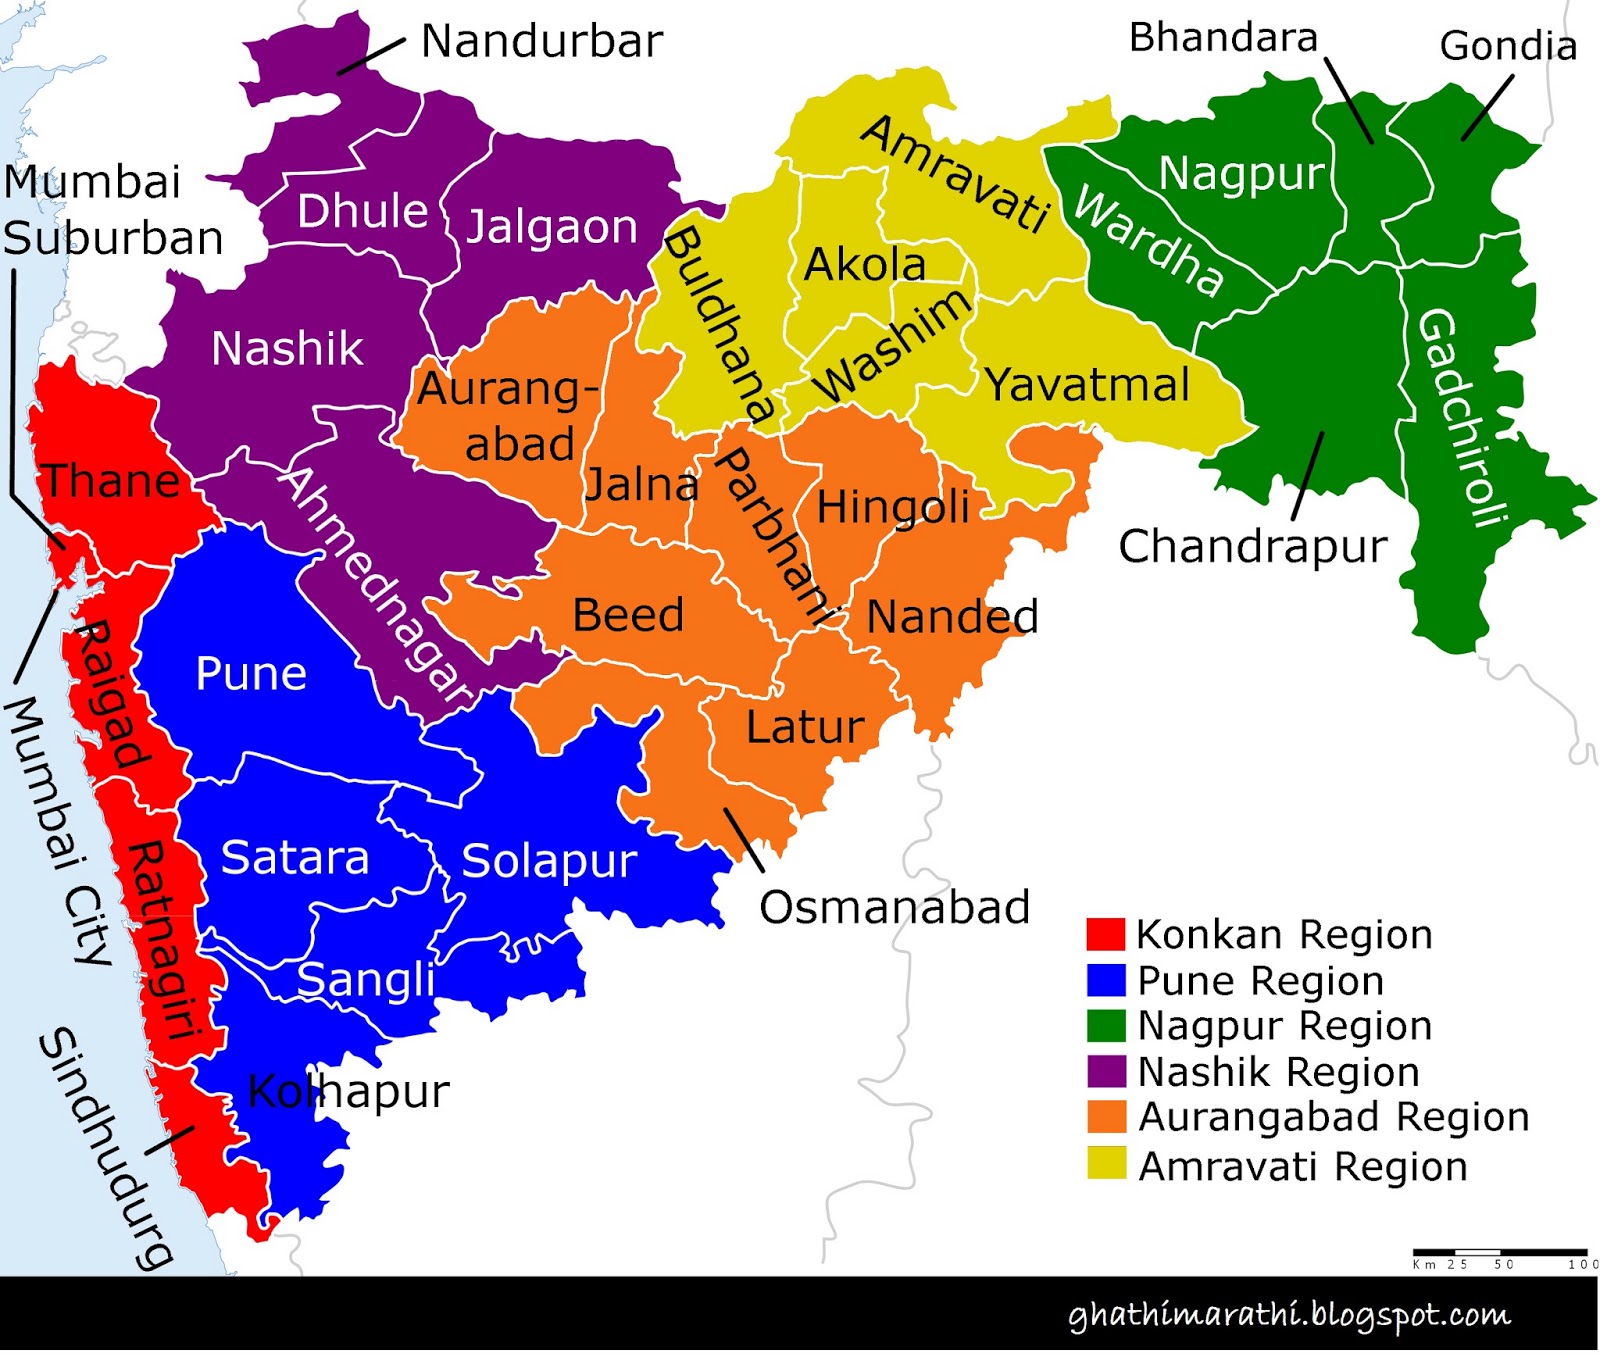 Nandurbar
Bhandara
Gondia
Mumbai
Suburban
Dhule
Jalgaon
Amravati
Nagpur
Wardha
Buldhana
Akola
Washim
Nashik
Yavatmal
Gadchiroli
Aurang-
abad
Thane
Jalna
Parbhani
Hingoli
Ahmednagar
Chandrapur
Beed
Nanded
Pune
Raigad
Latur
Mumbai City
Satara
Solapur
Osmanabad
Ratnagiri
Sangli
Kolhapur
Sindhudurg
Konkan Region
Pune Region
Nagpur Region
Nashik Region
Aurangabad Region
Amravati Region
Km 25 50 100
ghathimarathi.blogspot.com